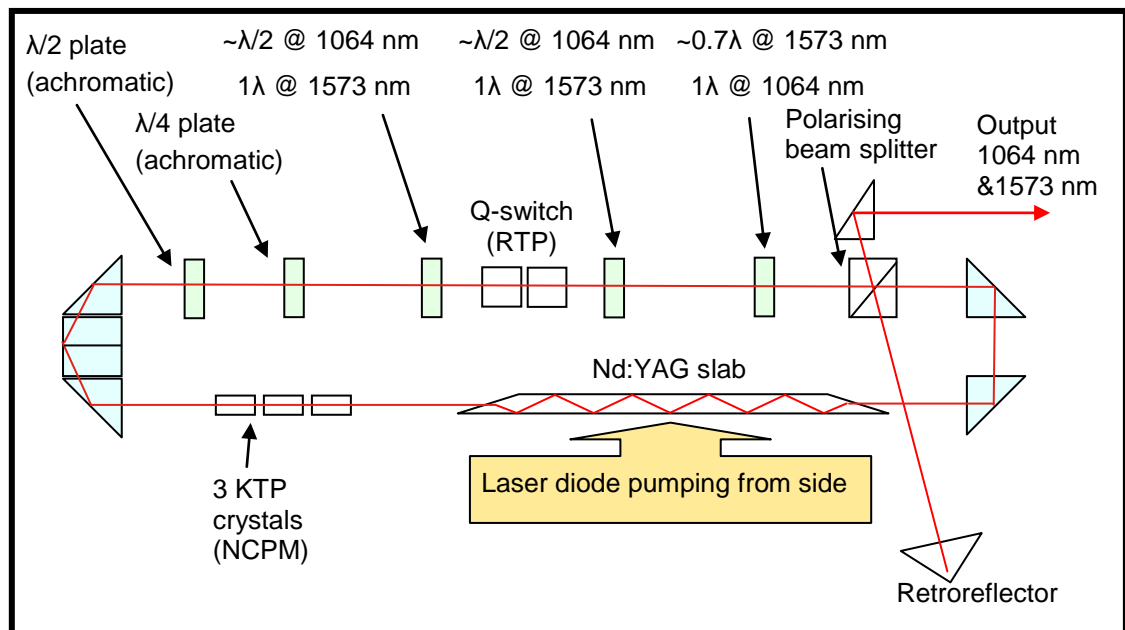 λ/2 plate
(achromatic)
λ/4 plate
(achromatic)
~λ/2 @ 1064 nm
1λ @ 1573 nm
~λ/2 @ 1064 nm
1λ @ 1573 nm
~0.7λ @ 1573 nm
1λ @ 1064 nm
Polarising
beam splitter
Output
1064 nm
&1573 nm
Q-switch
(RTP)
Nd:YAG slab
Laser diode pumping from side
3 KTP
crystals
(NCPM)
Retroreflector